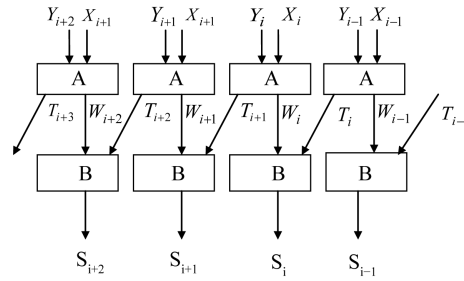 Y_{i+2} X_{i+1} Y_{i+1} X_{i+1} Y_i X_i Y_{i-1} X_{i-1}
A A A A
T_{i+3} W_{i+2} T_{i+2} W_{i+1} T_{i+1} W_i T_i W_{i-1} T_{i-
B B B B
S_{i+2} S_{i+1} S_i S_{i-1}